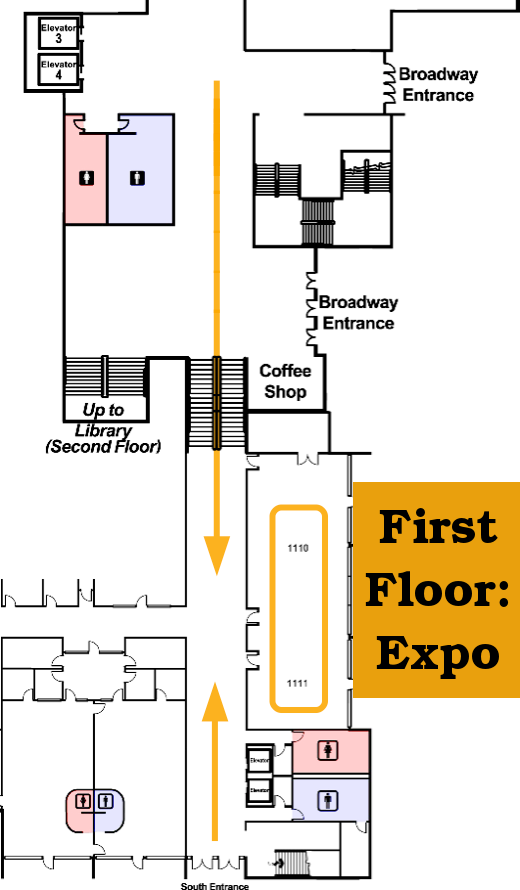 Elevator
3
Elevator
4
Broadway
Entrance
Broadway
Entrance
Coffee
Shop
Up to
Library
(Second Floor)
First
Floor:
Expo
1110
1111
Elevator
Elevator
South Entrance